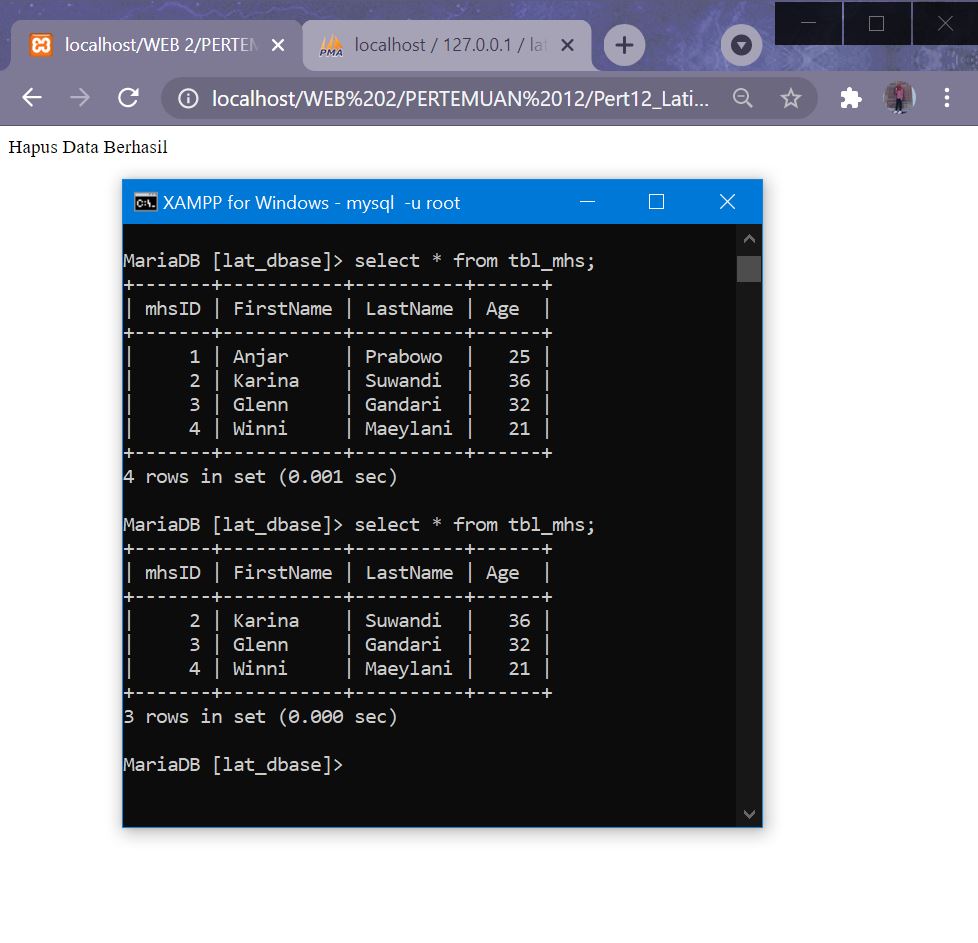 localhost/WEB 2/PERTEM
localhost / 127.0.0.1 / lat
PMA
localhost/WEB%202/PERTEMUAN%2012/Pert12_Lati...
Hapus Data Berhasil
C:\. XAMPP for Windows - mysql -u root
MariaDB [lat_dbase]> select * from tbl_mhs;
+-------+-----------+----------+------+
| mhsID | FirstName | LastName | Age  |
+-------+-----------+----------+------+
|     1 | Anjar     | Prabowo  |   25 |
|     2 | Karina    | Suwandi  |   36 |
|     3 | Glenn     | Gandari  |   32 |
|     4 | Winni     | Maeylani |   21 |
+-------+-----------+----------+------+
4 rows in set (0.001 sec)
MariaDB [lat_dbase]> select * from tbl_mhs;
+-------+-----------+----------+------+
| mhsID | FirstName | LastName | Age  |
+-------+-----------+----------+------+
|     2 | Karina    | Suwandi  |   36 |
|     3 | Glenn     | Gandari  |   32 |
|     4 | Winni     | Maeylani |   21 |
+-------+-----------+----------+------+
3 rows in set (0.000 sec)
MariaDB [lat_dbase]>